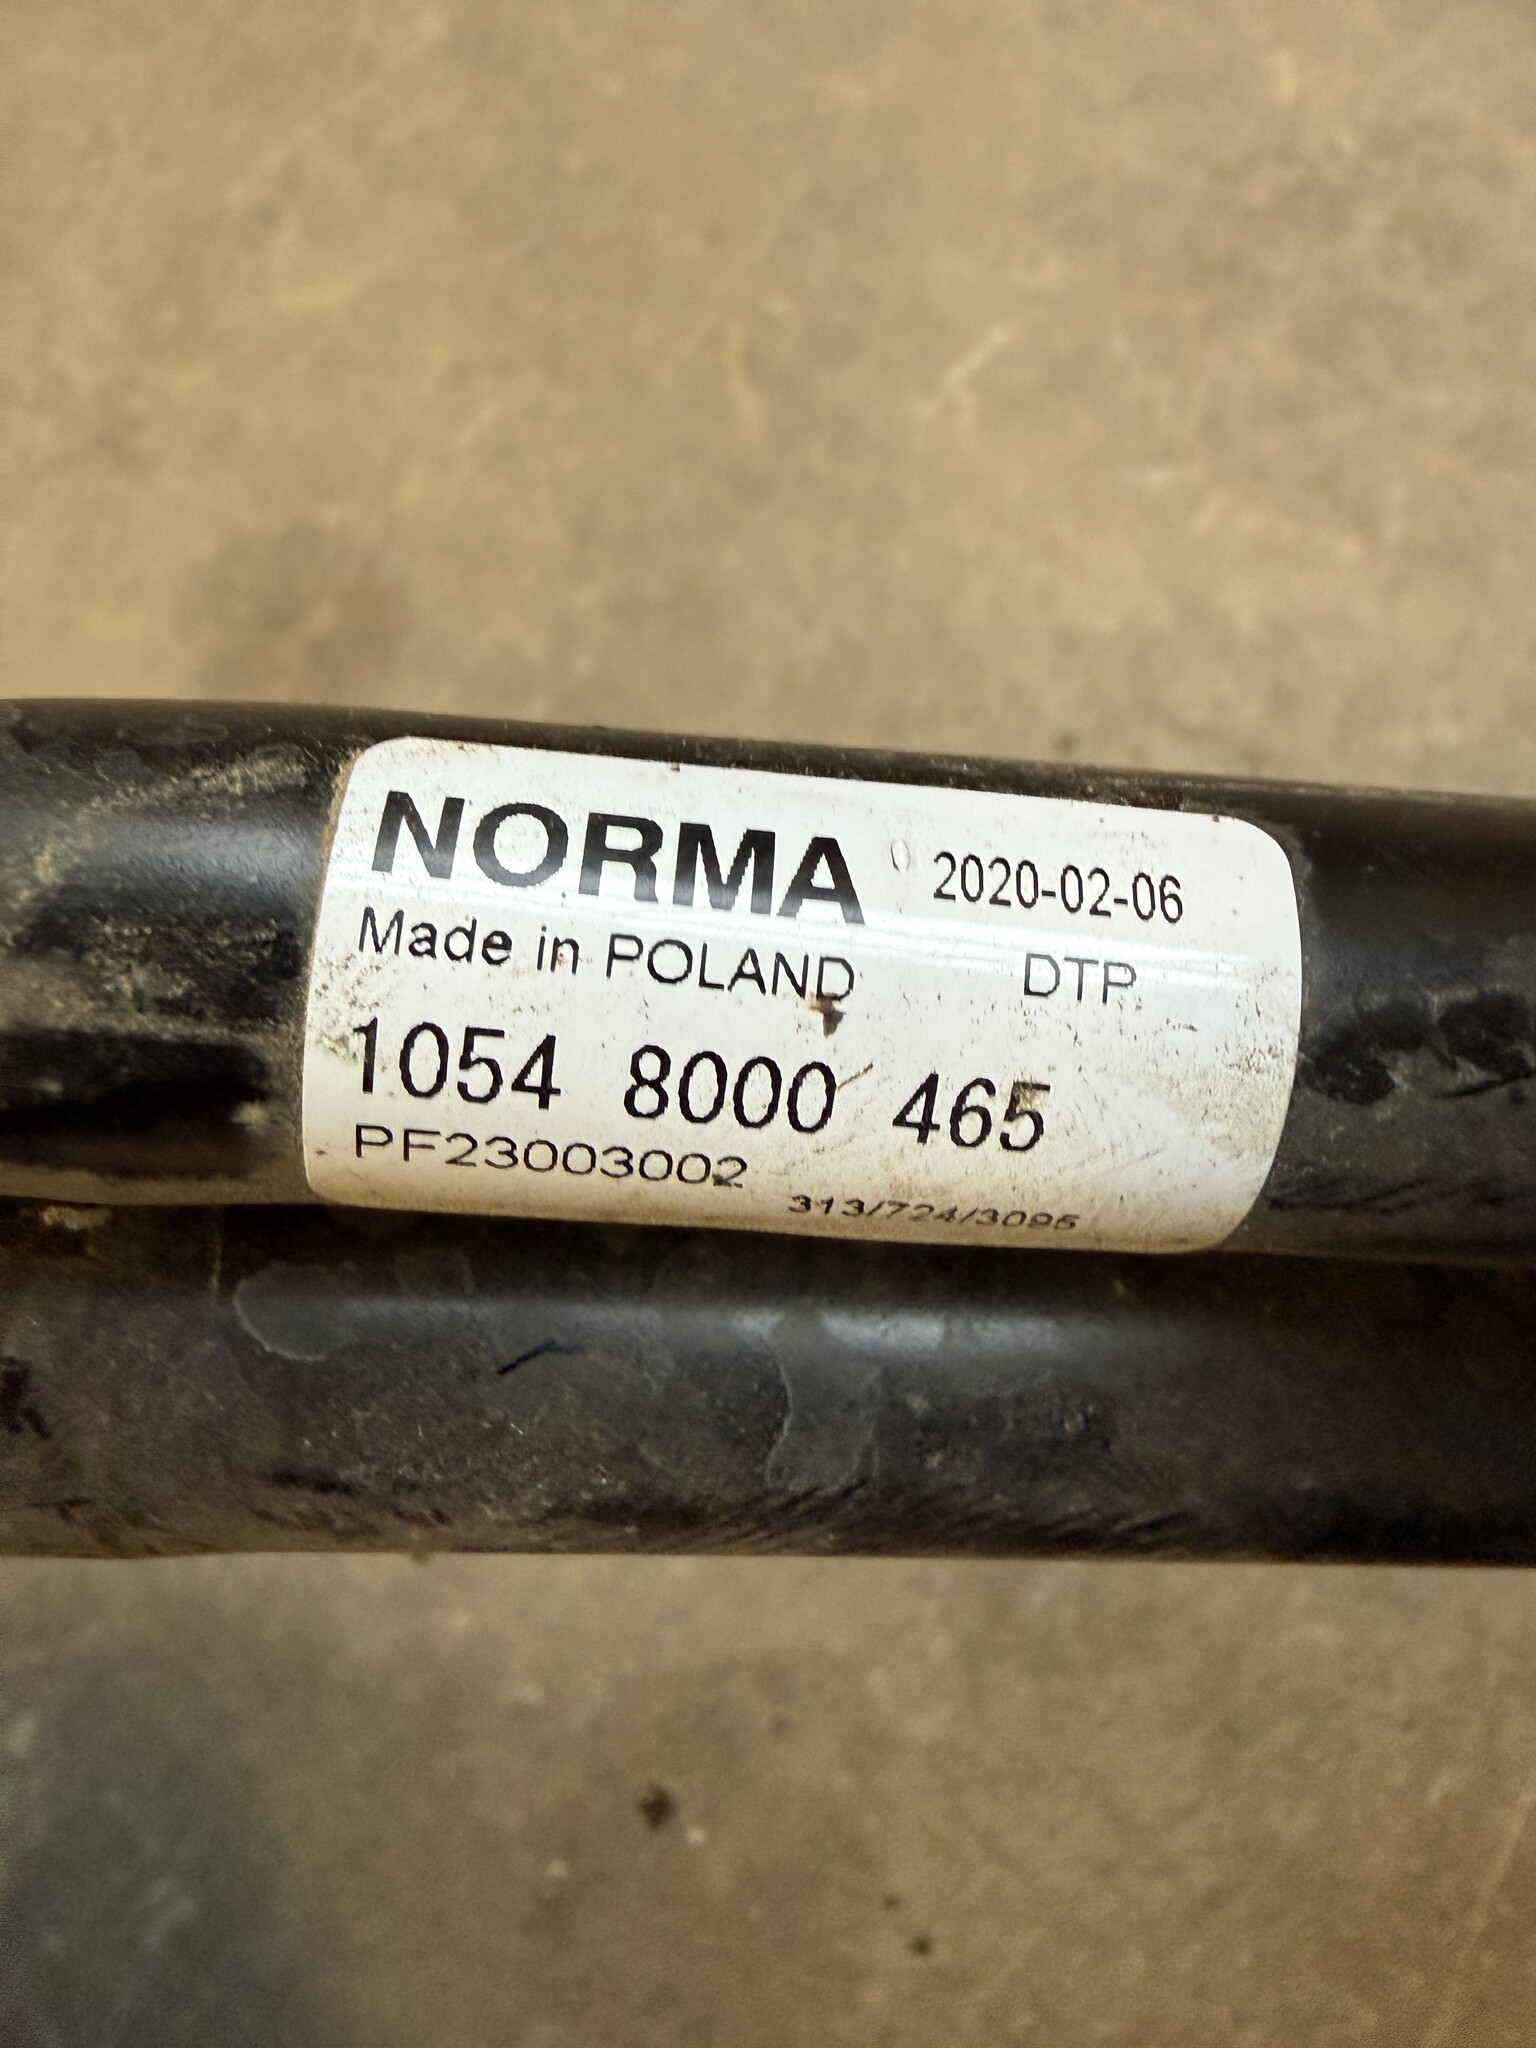 NORMA 2020-02-06
Made in POLAND DTP
1054 8000 465
PF23003002
313/724/3095